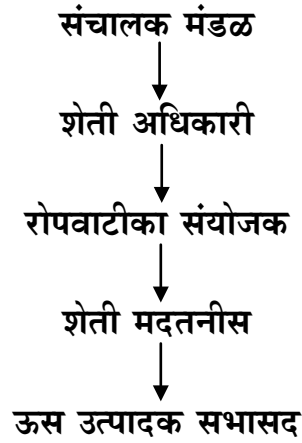 संचालक मंडळ
शेती अधिकारी
रोपवाटीका संयोजक
शेती मदतनीस
ऊस उत्पादक सभासद